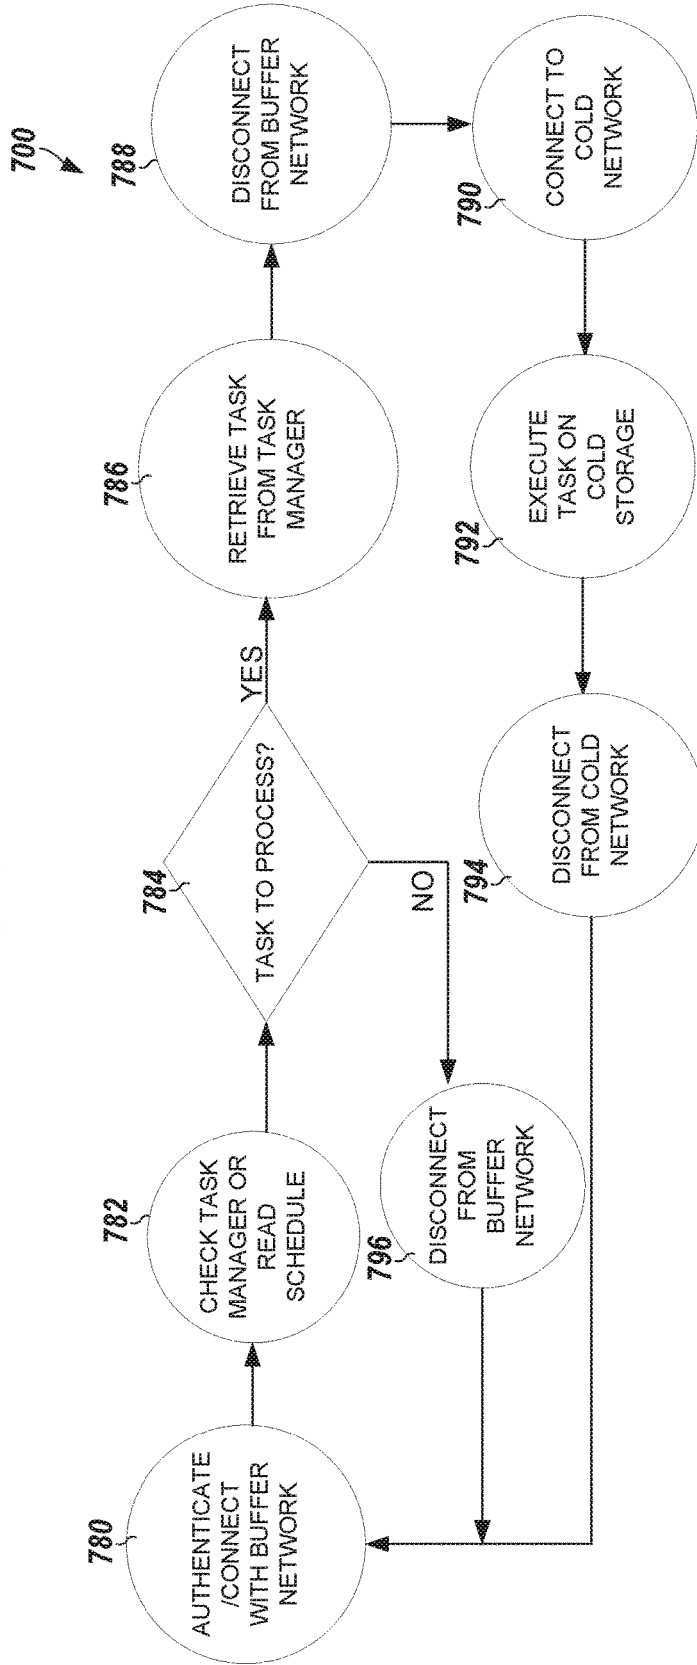 700
780
AUTHENTICATE
/CONNECT
WITH BUFFER
NETWORK
782
CHECK TASK
MANAGER OR
READ
SCHEDULE
784
TASK TO PROCESS?
YES
NO
786
RETRIEVE TASK
FROM TASK
MANAGER
788
DISCONNECT
FROM BUFFER
NETWORK
790
CONNECT TO
COLD
NETWORK
792
EXECUTE
TASK ON
COLD
STORAGE
794
DISCONNECT
FROM COLD
NETWORK
796
DISCONNECT
FROM
BUFFER
NETWORK